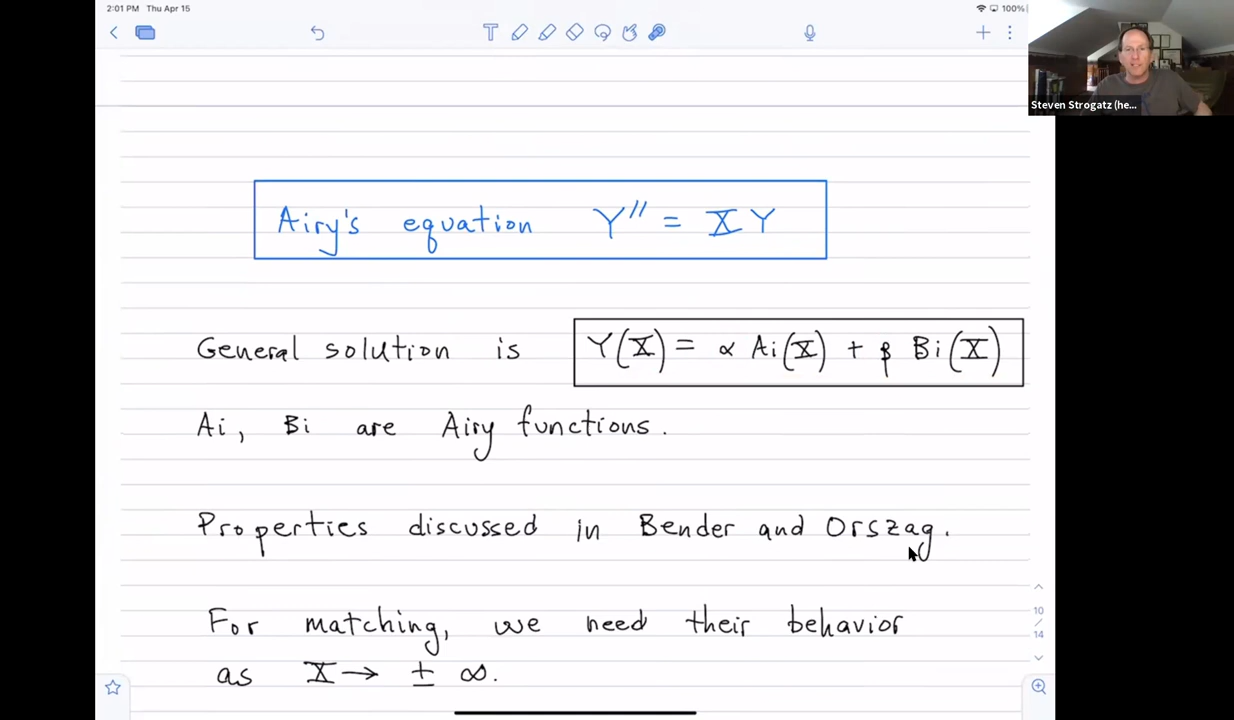 2:01 PM Thu Apr 15
100%
Steven Strogatz (he...
Airy's equation Y'' = X Y
General solution is Y(X) = α Ai(X) + β Bi(X)
Ai, Bi are Airy functions.
Properties discussed in Bender and Orszag.
For matching, we need their behavior
as X → ± ∞.
10
/
14